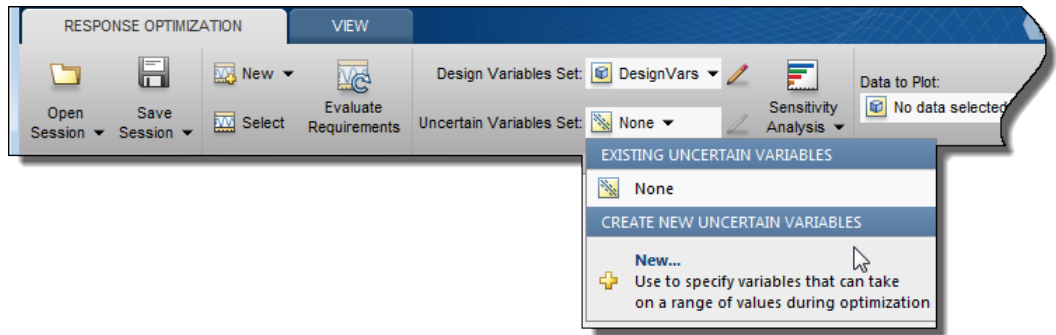 RESPONSE OPTIMIZATION
VIEW
Open
Session
Save
Session
New
Select
Evaluate
Requirements
Design Variables Set: DesignVars
Uncertain Variables Set: None
Sensitivity
Analysis
Data to Plot:
No data selected
EXISTING UNCERTAIN VARIABLES
None
CREATE NEW UNCERTAIN VARIABLES
New...
Use to specify variables that can take
on a range of values during optimization